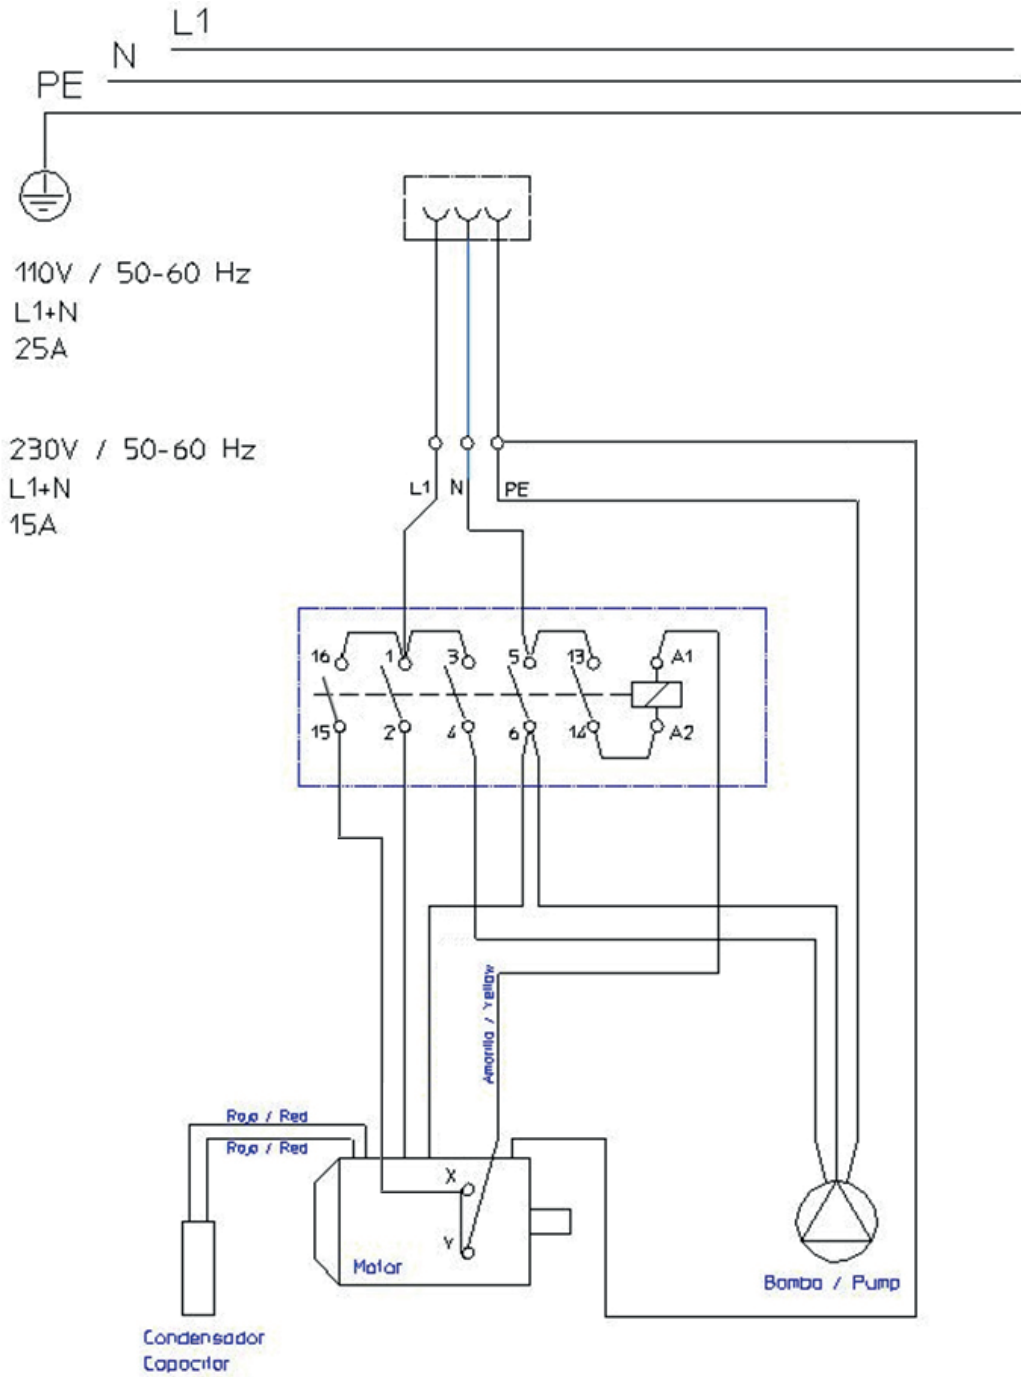 L1
N
PE
110V / 50-60 Hz
L1+N
25A
230V / 50-60 Hz
L1+N
15A
L1 N PE
16 1 3 5 13 A1
15 2 4 6 14 A2
Amarillo / Yellow
Rojo / Red
Rojo / Red
X
Y
Motor
Bomba / Pump
Condensador
Capacitor